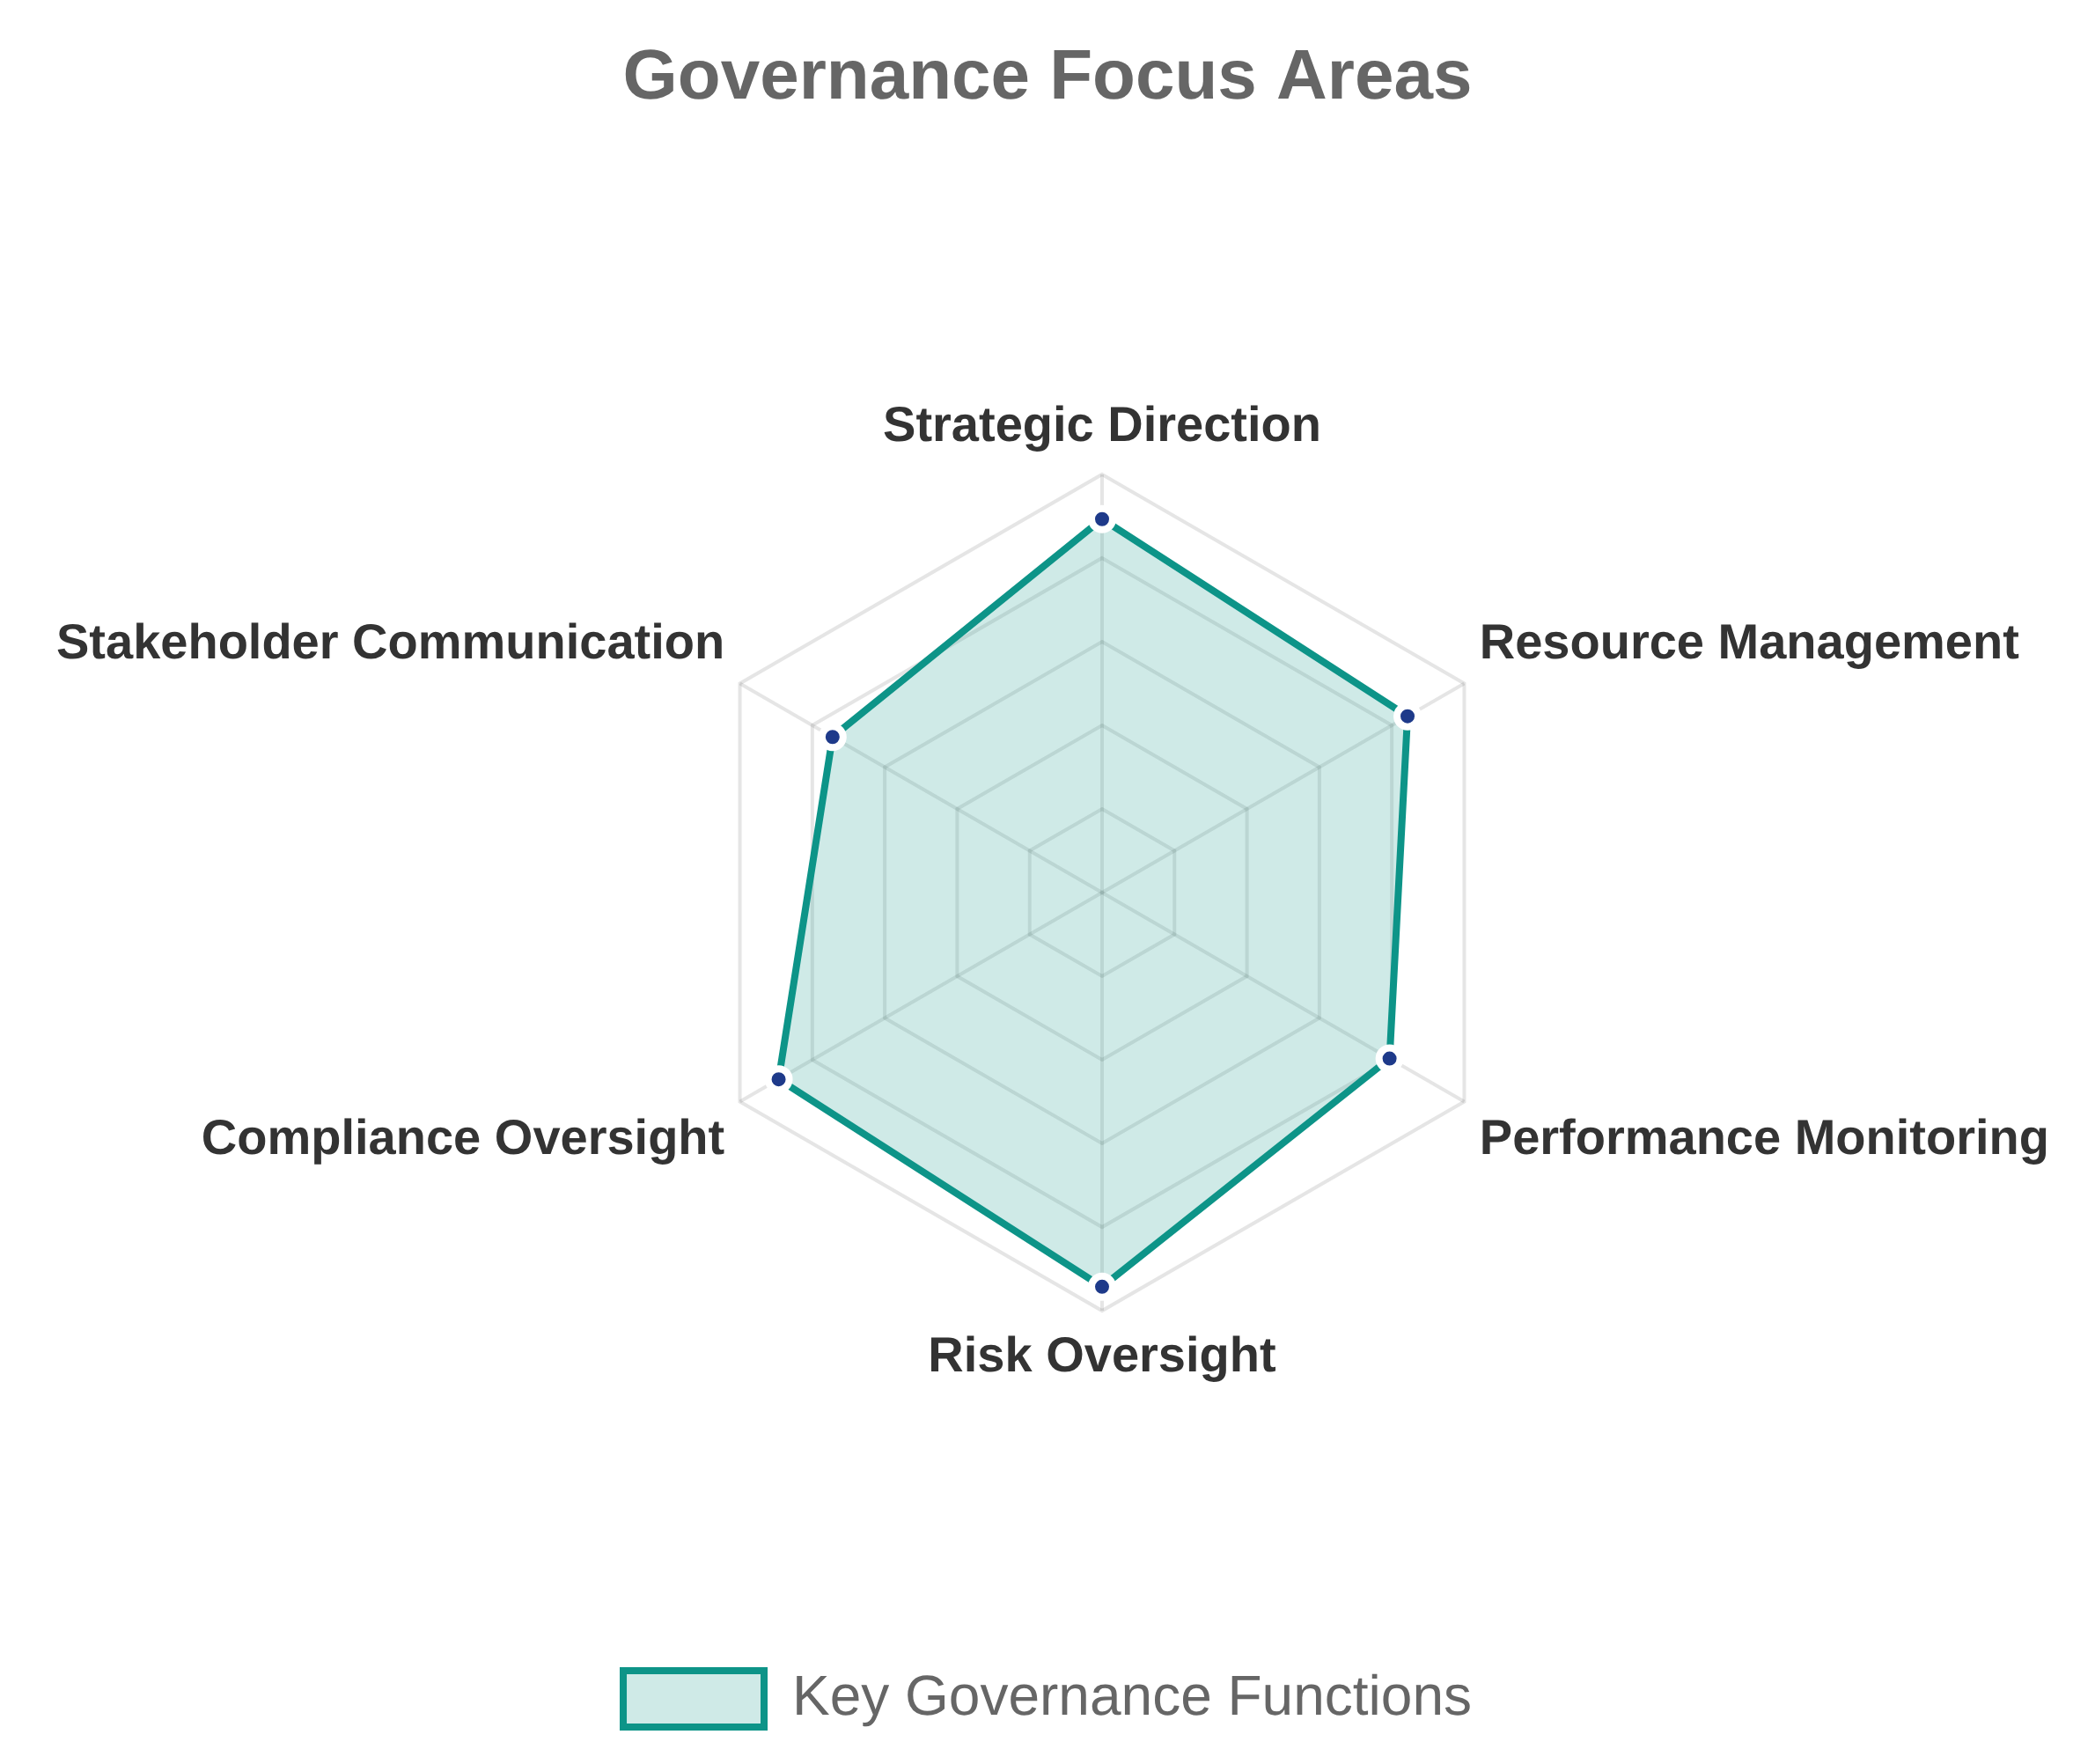 Governance Focus Areas
Strategic Direction
Stakeholder Communication
Resource Management
Compliance Oversight
Performance Monitoring
Risk Oversight
Key Governance Functions